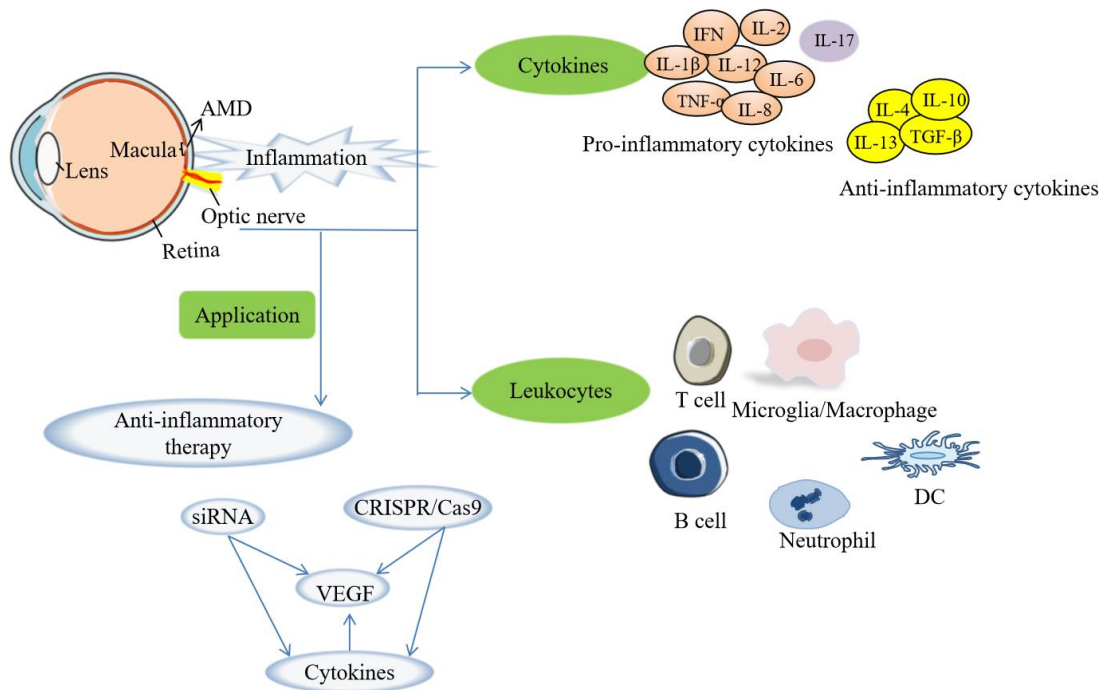 AMD
Macula
Lens
Inflammation
Optic nerve
Retina
Cytokines
IFN
IL-2
IL-17
IL-1β
IL-12
IL-6
TNF-α
IL-8
Pro-inflammatory cytokines
IL-4
IL-10
IL-13
TGF-β
Anti-inflammatory cytokines
Application
Leukocytes
T cell
Microglia/Macrophage
B cell
Neutrophil
DC
Anti-inflammatory
therapy
siRNA
CRISPR/Cas9
VEGF
Cytokines